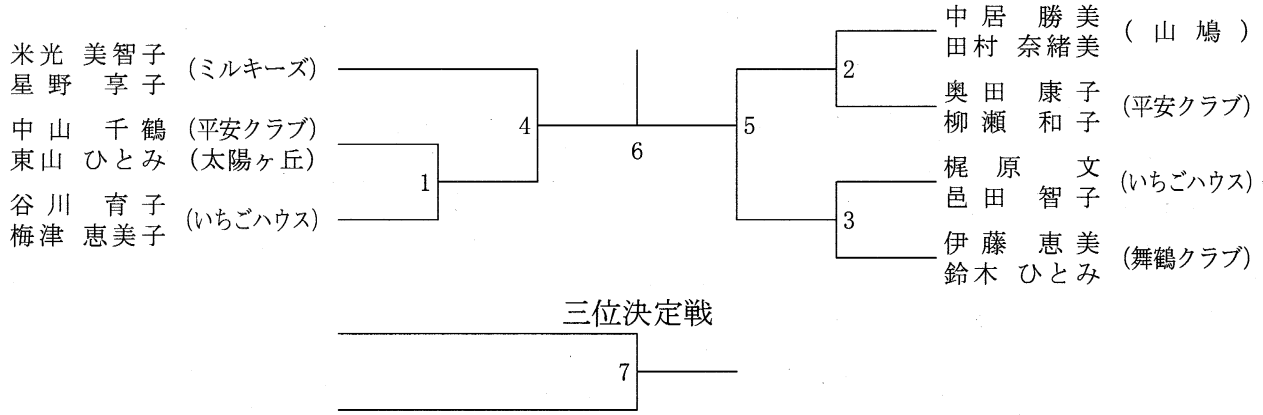 米光 美智子 (ミルキーズ)
星野 享子
中山 千鶴 (平安クラブ)
東山 ひとみ (太陽ヶ丘)
谷川 育子 (いちごハウス)
梅津 恵美子
1
4
6
5
2
3
中居 勝美 (山鳩)
田村 奈緒美
奥田 康子 (平安クラブ)
柳瀬 和子
梶原 文 (いちごハウス)
邑田 智子
伊藤 恵美 (舞鶴クラブ)
鈴木 ひとみ
三位決定戦
7